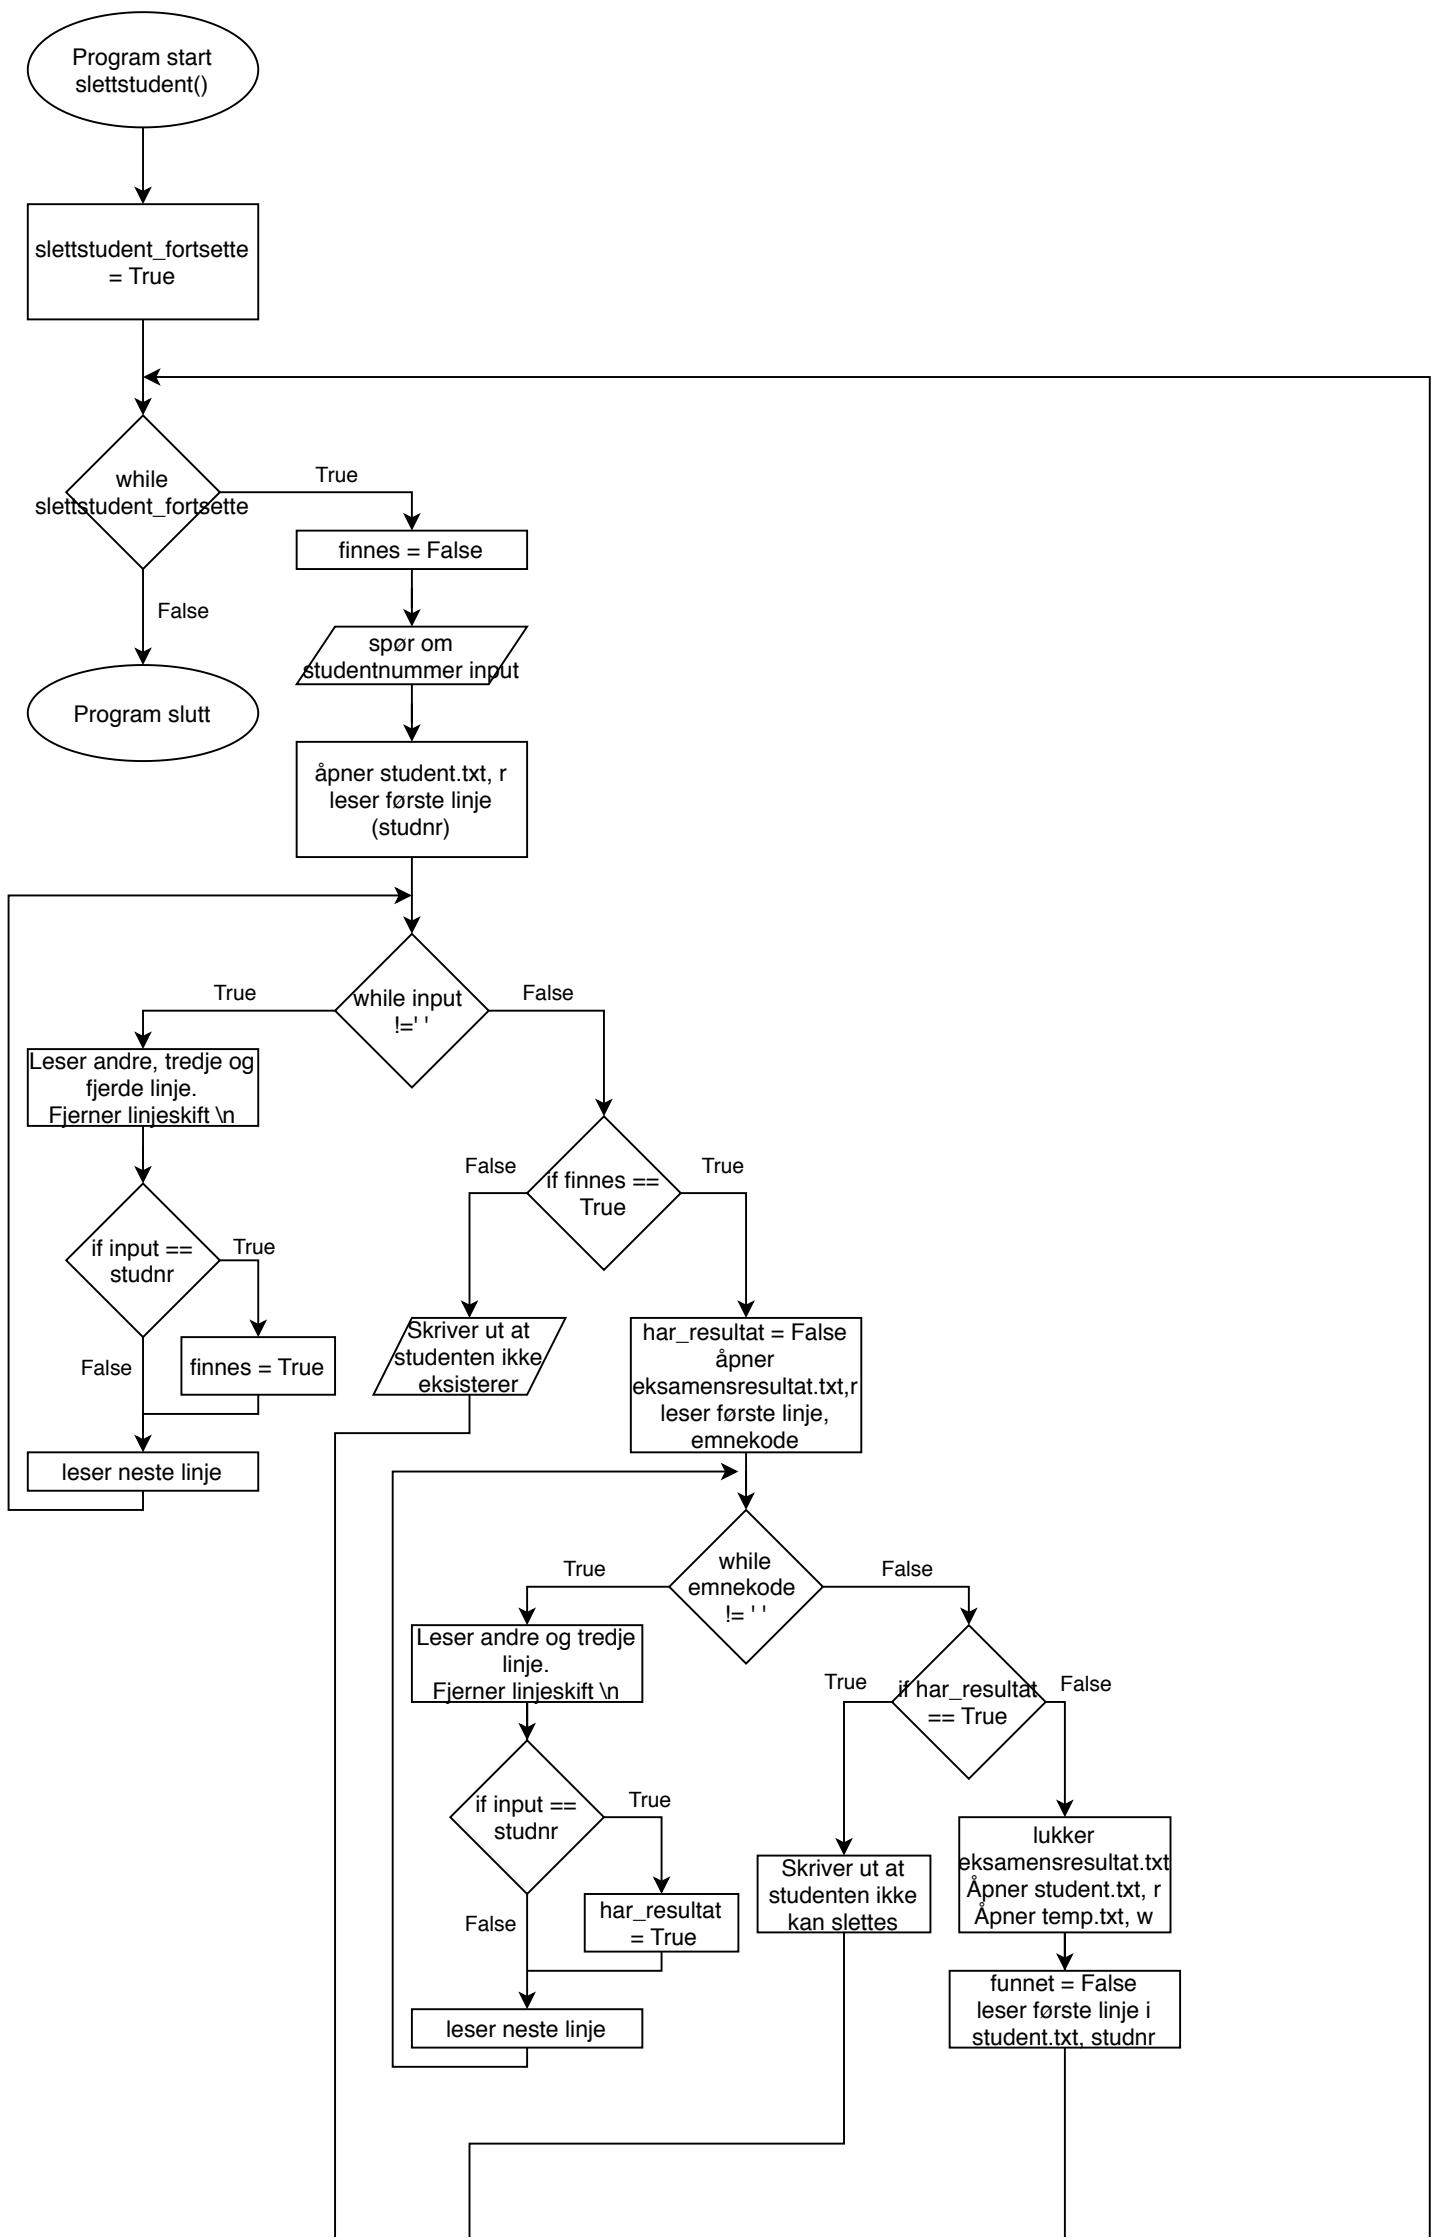 Program start
slettstudent()
slettstudent_fortsette
= True
while
slettstudent_fortsette
True
finnes = False
False
spør om
studentnummer input
Program slutt
åpner student.txt, r
leser første linje
(studnr)
while input
!=' '
True
False
Leser andre, tredje og
fjerde linje.
Fjerner linjeskift \n
if finnes ==
True
False
True
if input ==
studnr
True
False
finnes = True
leser neste linje
Skriver ut at
studenten ikke
eksisterer
har_resultat = False
åpner
eksamensresultat.txt,r
leser første linje,
emnekode
while
emnekode
!= ' '
True
False
Leser andre og tredje
linje.
Fjerner linjeskift \n
if har_resultat
== True
True
False
if input ==
studnr
True
False
har_resultat
= True
leser neste linje
Skriver ut at
studenten ikke
kan slettes
lukker
eksamensresultat.txt
Åpner student.txt, r
Åpner temp.txt, w
funnet = False
leser første linje i
student.txt, studnr